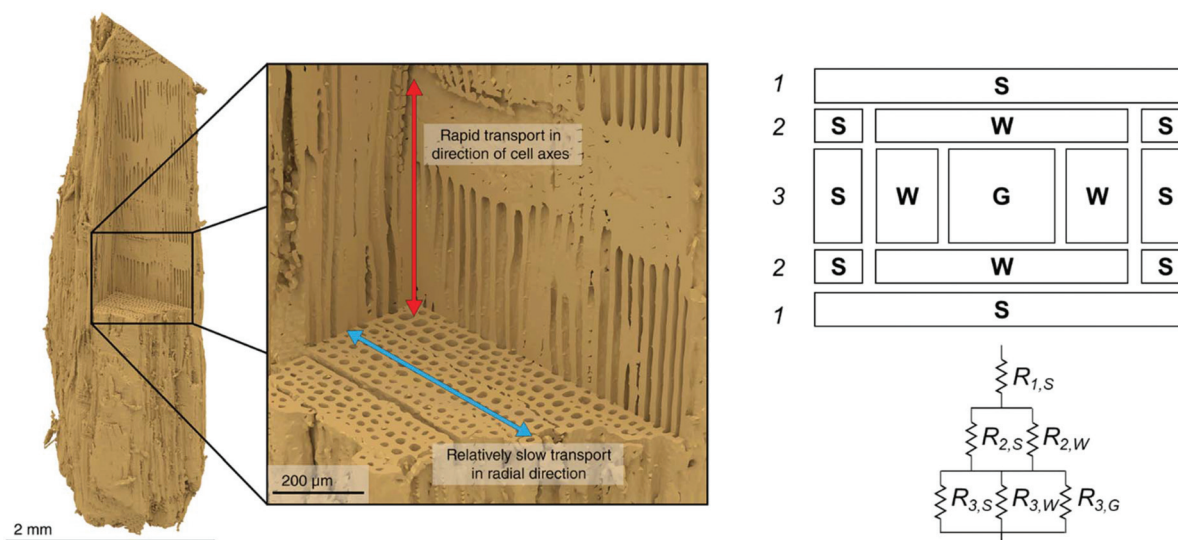 Rapid transport in
direction of cell axes
Relatively slow transport
in radial direction
200 µm
2 mm
1 S
2 S W S
3 S W G W S
2 S W S
1 S
R1,S
R2,S R2,W
R3,S R3,W R3,G